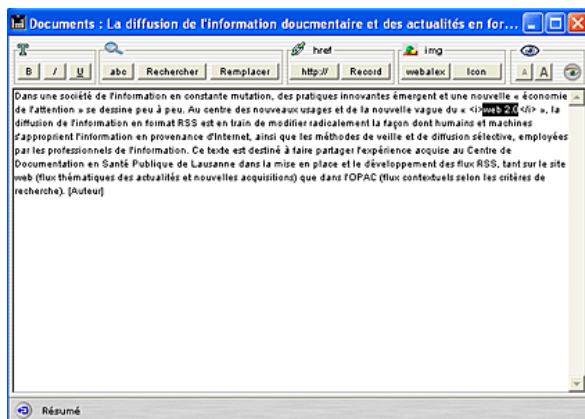 Documents : La diffusion de l'information doucmentaire et des actualités en for...
href
img
B I U
abc Rechercher Remplacer
http:// Record
webalex Icon
A A
Dans une société de l'information en constante mutation, des pratiques innovantes émergent et une nouvelle « économie
de l'attention » se dessine peu à peu. Au centre des nouveaux usages et de la nouvelle vague du « <i>web 2.0</i> », la
diffusion de l'information en format RSS est en train de modifier radicalement la façon dont humains et machines
s'approprient l'information en provenance d'Internet, ainsi que les méthodes de veille et de diffusion sélective, employées
par les professionnels de l'information. Ce texte est destiné à faire partager l'expérience acquise au Centre de
Documentation en Santé Publique de Lausanne dans la mise en place et le développement des flux RSS, tant sur le site
web (flux thématiques des actualités et nouvelles acquisitions) que dans l'OPAC (flux contextuels selon les critères de
recherche). [Auteur]
Résumé